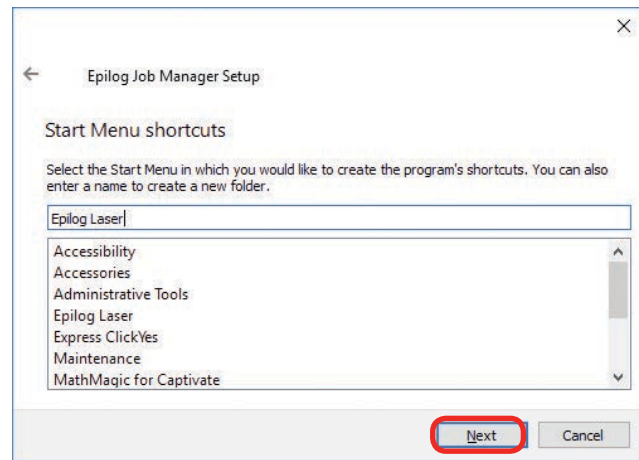 Epilog Job Manager Setup
Start Menu shortcuts
Select the Start Menu in which you would like to create the program's shortcuts. You can also
enter a name to create a new folder.
Epilog Laser
Accessibility
Accessories
Administrative Tools
Epilog Laser
Express ClickYes
Maintenance
MathMagic for Captivate
Next Cancel